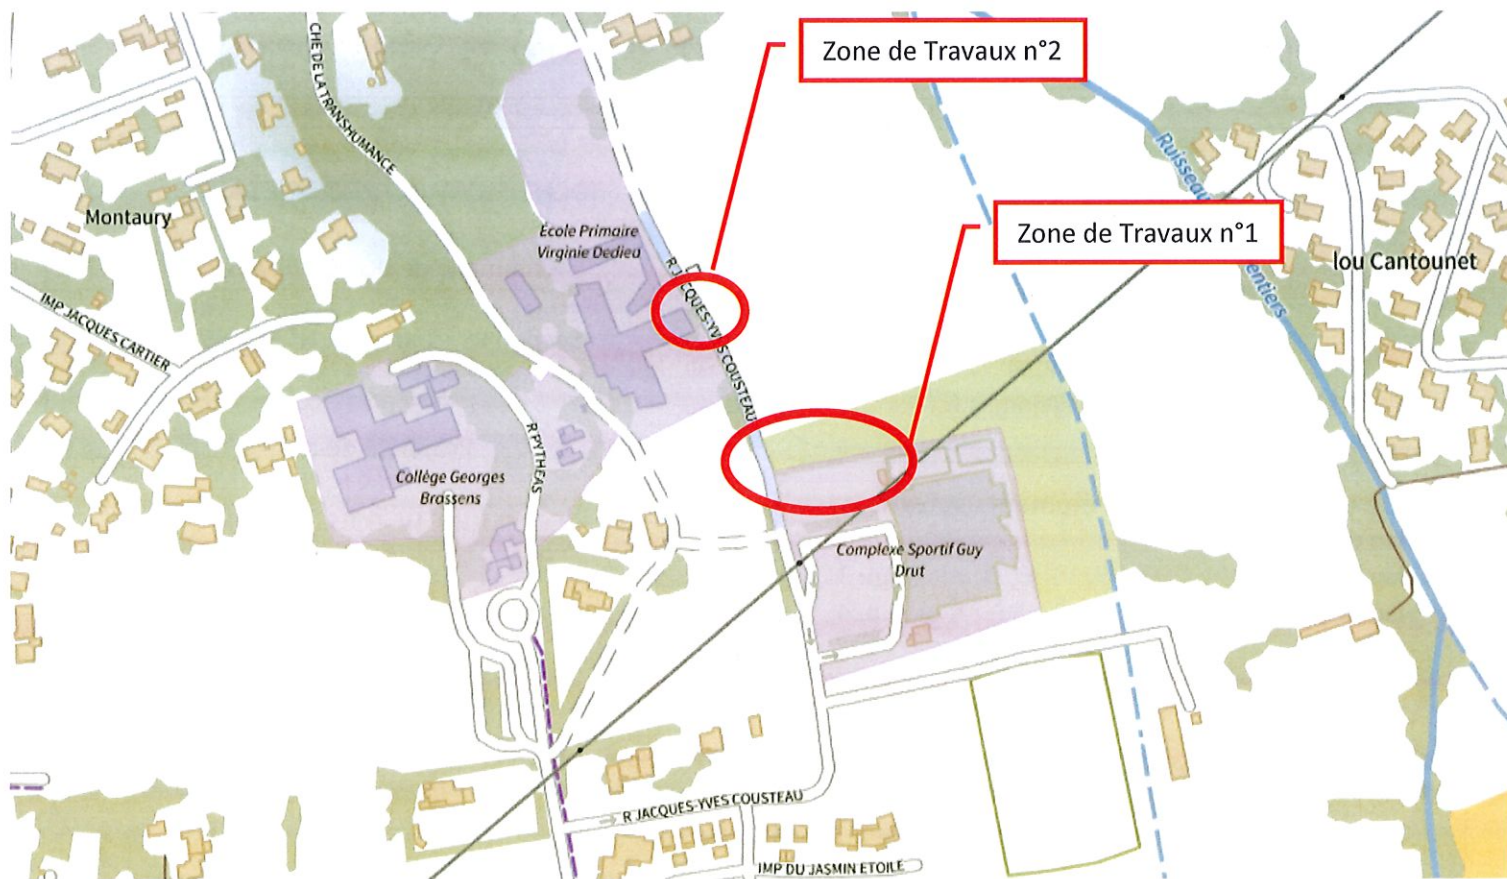 Zone de Travaux n°2
CHE DE LA TRANSHUMANCE
Ruisseau
entiers
Montaury
École Primaire
Virginie Dedieu
Zone de Travaux n°1
lou Cantounet
R JACQUES-YVES COUSTEAU
IMP JACQUES CARTIER
R PYTHEAS
Collège Georges
Brassens
Complexe Sportif Guy
Drut
R JACQUES-YVES COUSTEAU
IMP DU JASMIN ETOILE